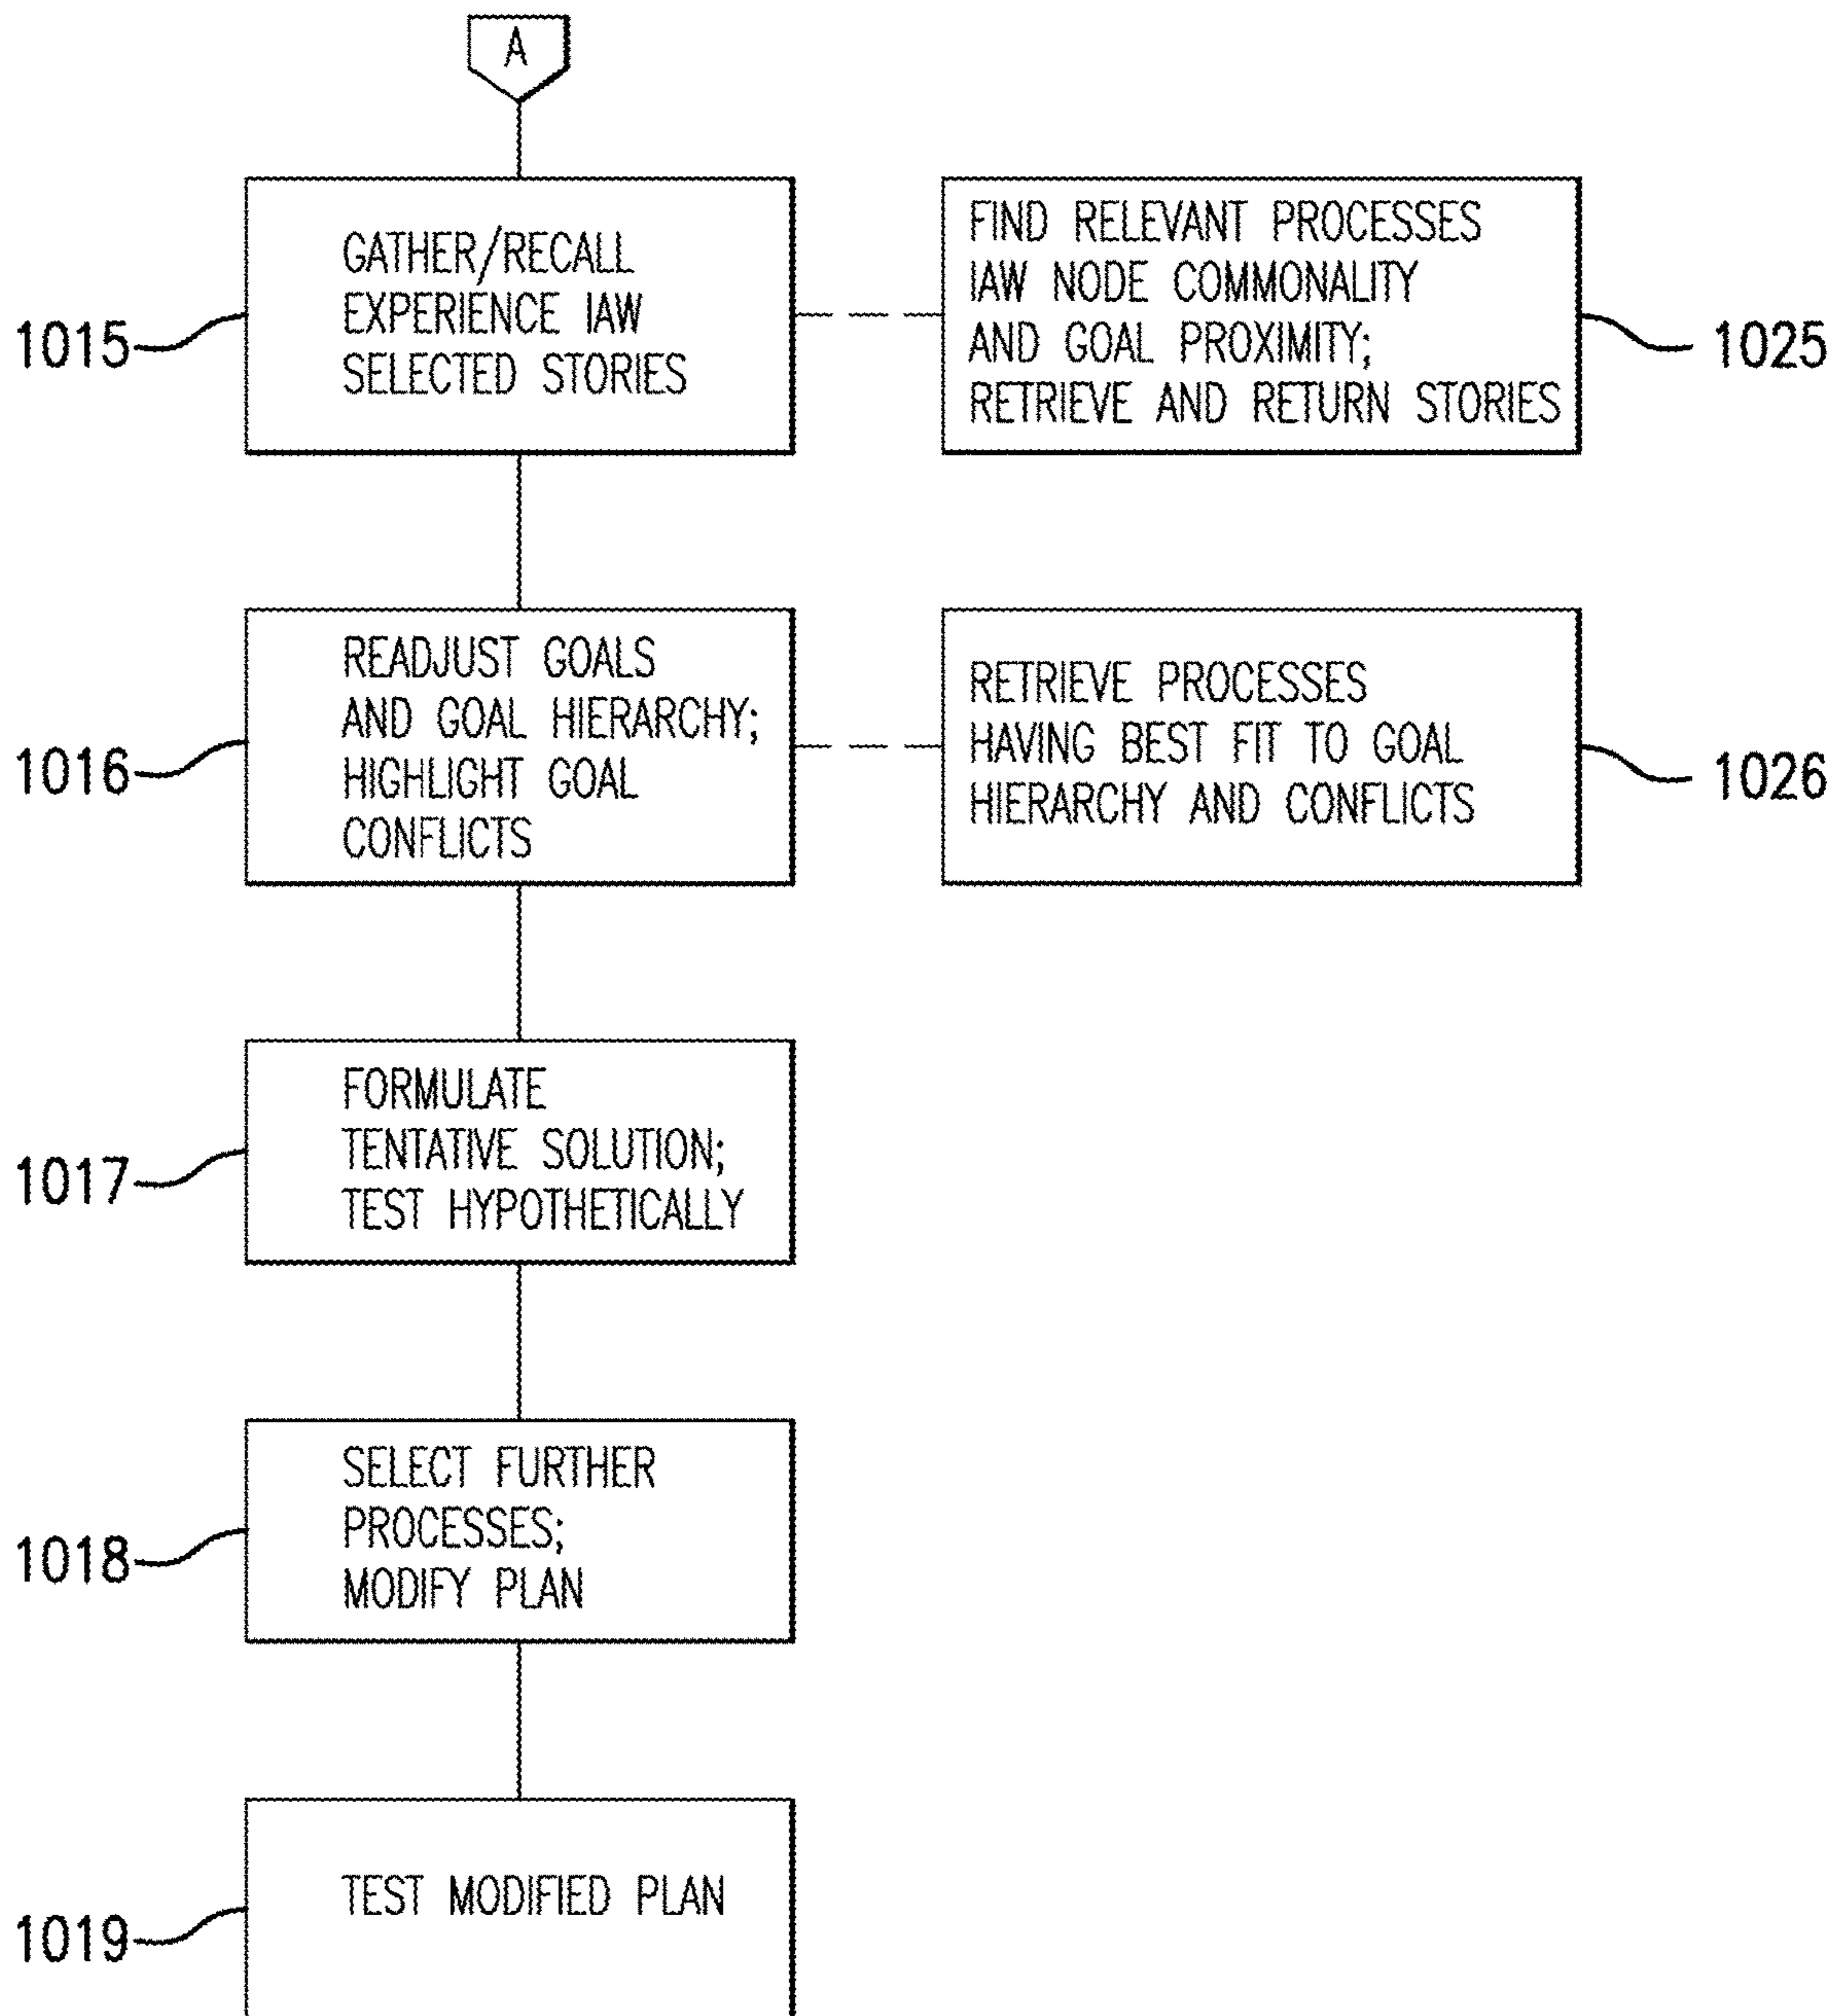 A
GATHER/RECALL
EXPERIENCE IAW
SELECTED STORIES
1015
FIND RELEVANT PROCESSES
IAW NODE COMMONALITY
AND GOAL PROXIMITY;
RETRIEVE AND RETURN STORIES
1025
READJUST GOALS
AND GOAL HIERARCHY;
HIGHLIGHT GOAL
CONFLICTS
1016
RETRIEVE PROCESSES
HAVING BEST FIT TO GOAL
HIERARCHY AND CONFLICTS
1026
FORMULATE
TENTATIVE SOLUTION;
TEST HYPOTHETICALLY
1017
SELECT FURTHER
PROCESSES;
MODIFY PLAN
1018
TEST MODIFIED PLAN
1019